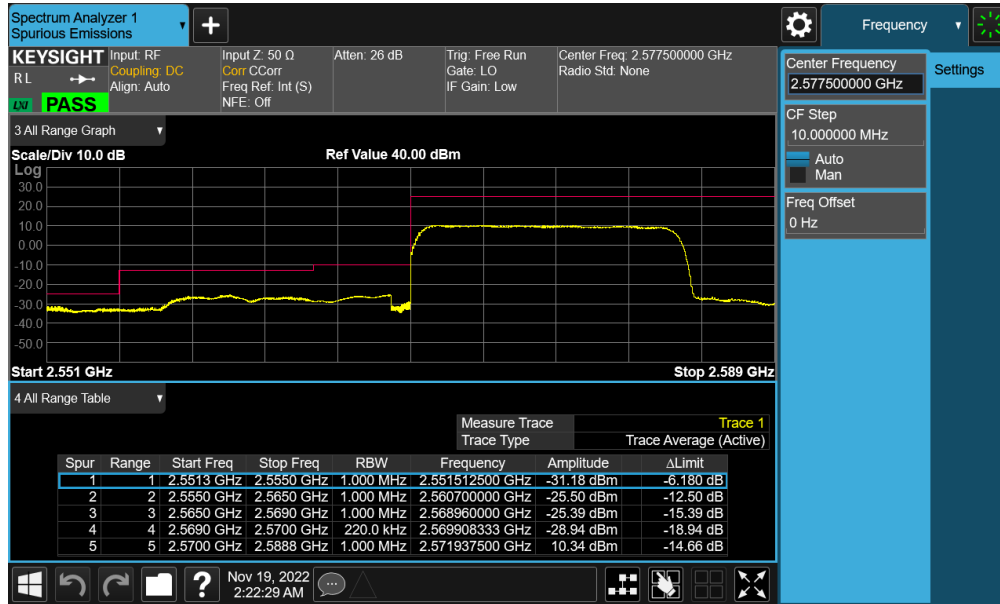 Spectrum Analyzer 1
Spurious Emissions
+
Frequency
KEYSIGHT
RL
LXI PASS
Input: RF
Coupling: DC
Align: Auto
Input Z: 50 Ω
Corr CCorr
Freq Ref: Int (S)
NFE: Off
Atten: 26 dB
Trig: Free Run
Gate: LO
IF Gain: Low
Center Freq: 2.577500000 GHz
Radio Std: None
Center Frequency
2.577500000 GHz
Settings
CF Step
10.000000 MHz
Auto
Man
Freq Offset
0 Hz
3 All Range Graph
Scale/Div 10.0 dB Ref Value 40.00 dBm
Log
30.0
20.0
10.0
0.00
-10.0
-20.0
-30.0
-40.0
-50.0
Start 2.551 GHz Stop 2.589 GHz
4 All Range Table
Measure Trace Trace 1
Trace Type Trace Average (Active)
Spur Range Start Freq Stop Freq RBW Frequency Amplitude ΔLimit
1 1 2.5513 GHz 2.5550 GHz 1.000 MHz 2.551512500 GHz -31.18 dBm -6.180 dB
2 2 2.5550 GHz 2.5650 GHz 1.000 MHz 2.560700000 GHz -25.50 dBm -12.50 dB
3 3 2.5650 GHz 2.5690 GHz 1.000 MHz 2.568960000 GHz -25.39 dBm -15.39 dB
4 4 2.5690 GHz 2.5700 GHz 220.0 kHz 2.569908333 GHz -28.94 dBm -18.94 dB
5 5 2.5700 GHz 2.5888 GHz 1.000 MHz 2.571937500 GHz 10.34 dBm -14.66 dB
?
Nov 19, 2022
2:22:29 AM